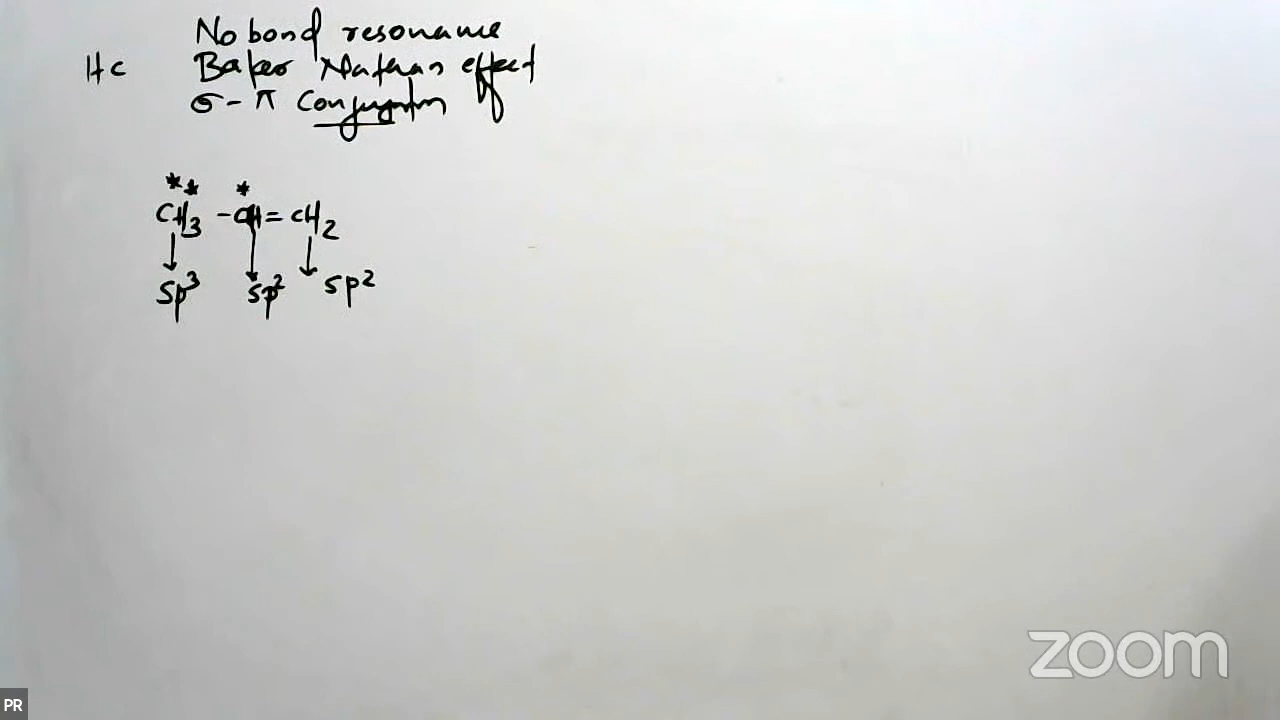 No bond resonance
Hc Baker Nathan effect
σ-π Conjugation
* * *
CH3 -CH=CH2
sp3 sp2 sp2
zoom
PR